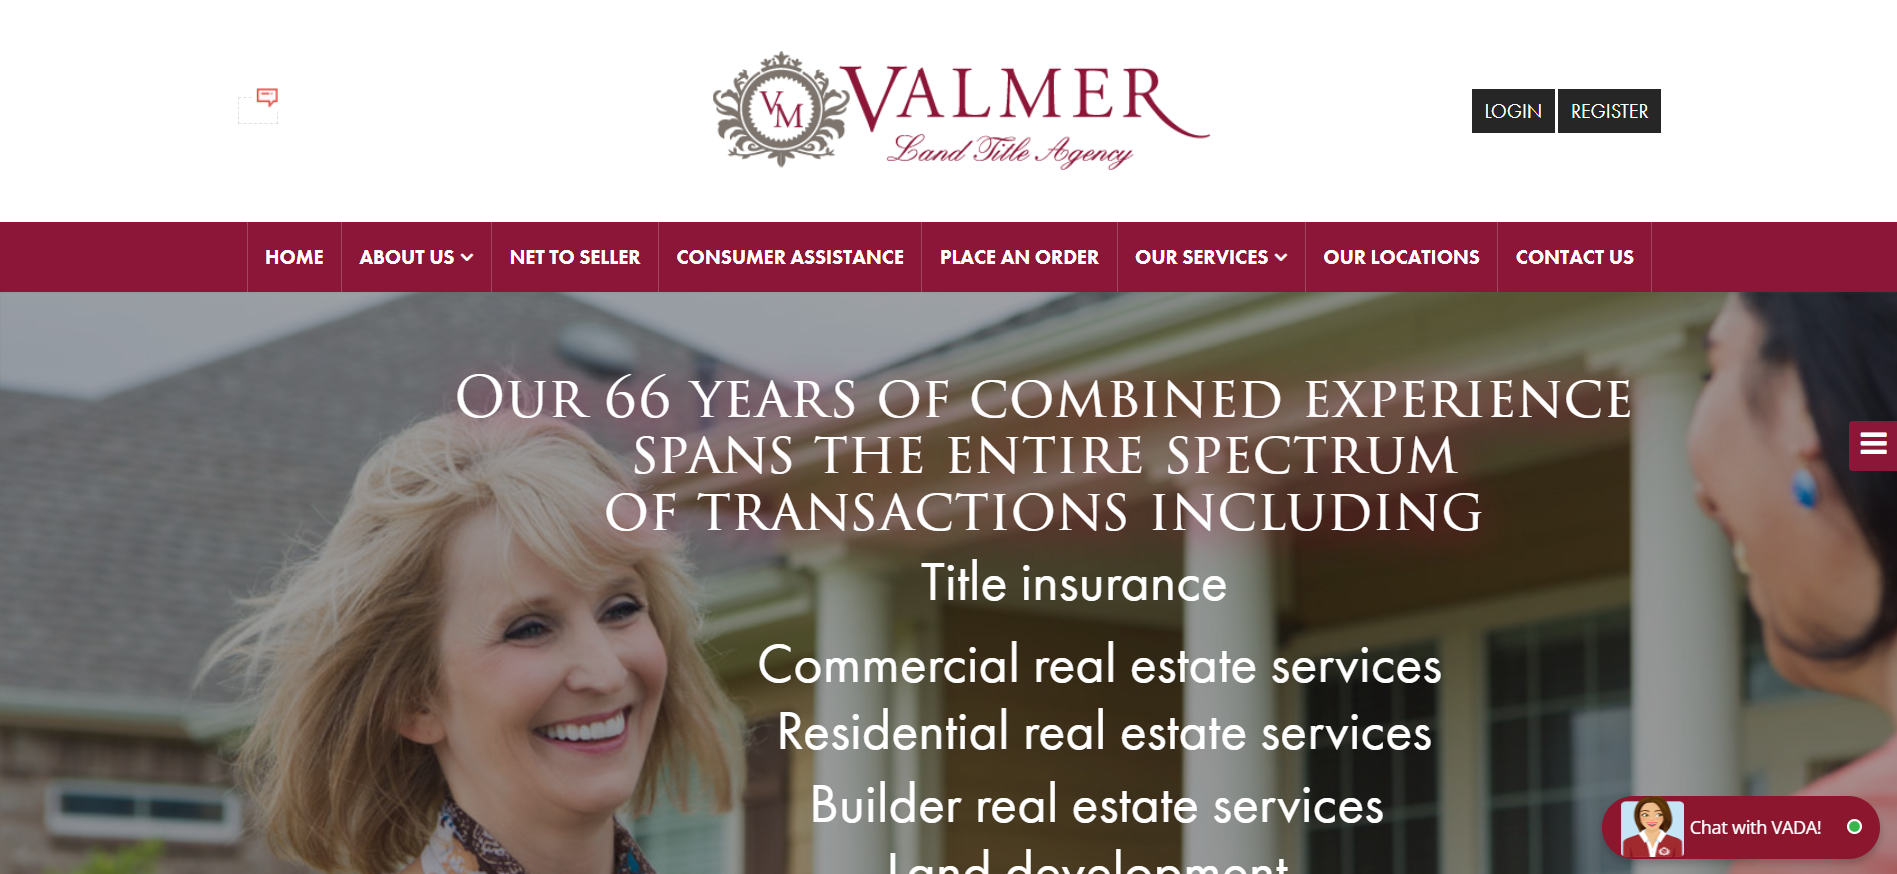 VM
VALMER
Land Title Agency
LOGIN
REGISTER
HOME
ABOUT US
NET TO SELLER
CONSUMER ASSISTANCE
PLACE AN ORDER
OUR SERVICES
OUR LOCATIONS
CONTACT US
OUR 66 YEARS OF COMBINED EXPERIENCE
SPANS THE ENTIRE SPECTRUM
OF TRANSACTIONS INCLUDING
Title insurance
Commercial real estate services
Residential real estate services
Builder real estate services
Land development
Chat with VADA!